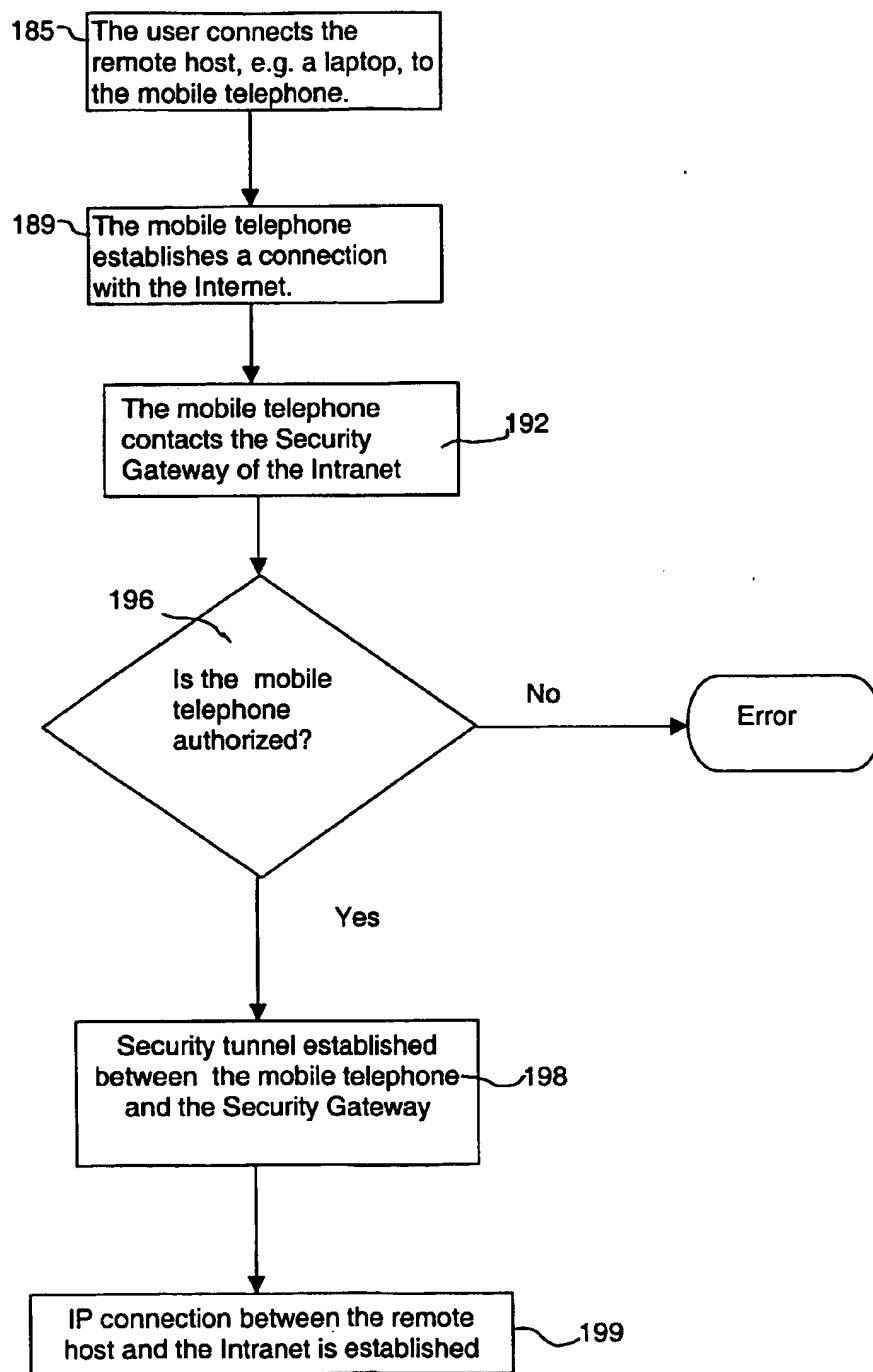 185
The user connects the
remote host, e.g. a laptop, to
the mobile telephone.
189
The mobile telephone
establishes a connection
with the Internet.
The mobile telephone
contacts the Security
Gateway of the Intranet
192
196
Is the mobile
telephone
authorized?
No
Error
Yes
Security tunnel established
between the mobile telephone
and the Security Gateway
198
IP connection between the remote
host and the Intranet is established
199